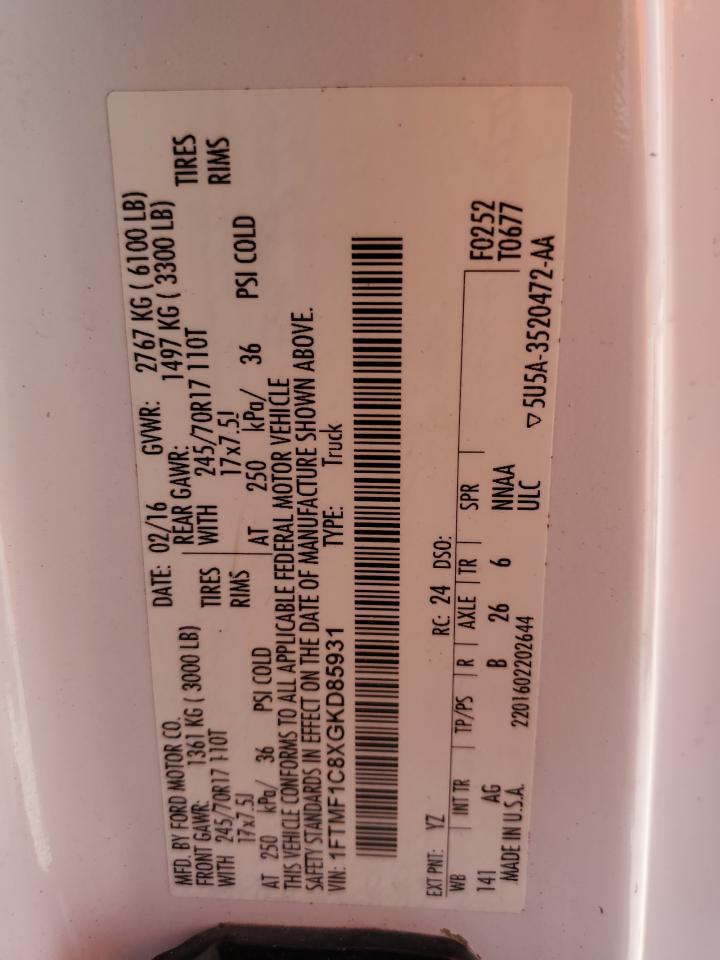 MFD. BY FORD MOTOR CO. DATE: 02/16 GVWR: 2767 KG ( 6100 LB)
FRONT GAWR: 1361 KG ( 3000 LB) REAR GAWR: 1497 KG ( 3300 LB)
WITH 245/70R17 110T TIRES WITH 245/70R17 110T TIRES
17x7.5J RIMS 17x7.5J RIMS
AT 250 kPa/ 36 PSI COLD AT 250 kPa/ 36 PSI COLD
THIS VEHICLE CONFORMS TO ALL APPLICABLE FEDERAL MOTOR VEHICLE
SAFETY STANDARDS IN EFFECT ON THE DATE OF MANUFACTURE SHOWN ABOVE.
VIN: 1FTMF1C8XGKD85931 TYPE: Truck
EXT PNT: YZ RC: 24 DSO: F0252
WB INT TR TP/PS R AXLE TR SPR T0677
141 AG B 26 6 NNAA
MADE IN U.S.A. 2201602202644 ULC
▽ 5U5A-3520472-AA